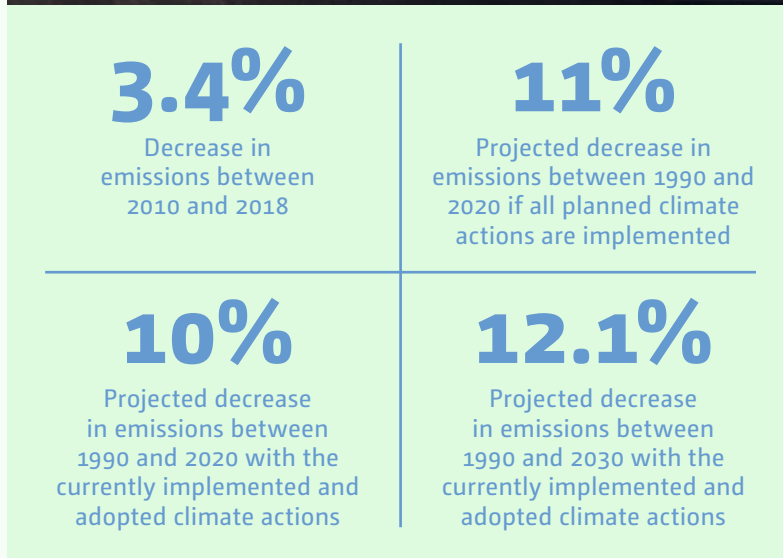 3.4%
Decrease in
emissions between
2010 and 2018
11%
Projected decrease in
emissions between 1990 and
2020 if all planned climate
actions are implemented
10%
Projected decrease
in emissions between
1990 and 2020 with the
currently implemented and
adopted climate actions
12.1%
Projected decrease
in emissions between
1990 and 2030 with the
currently implemented and
adopted climate actions